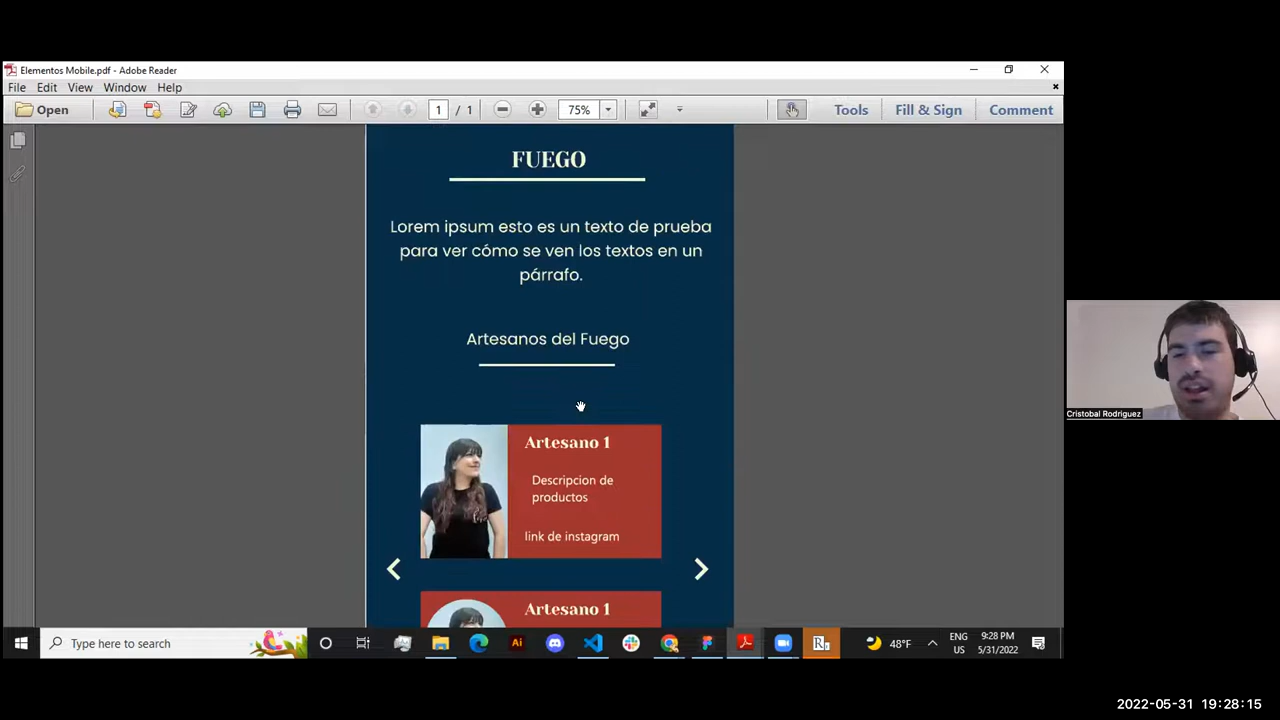 Elementos Mobile.pdf - Adobe Reader
File Edit View Window Help
Open 1 / 1 75% Tools Fill & Sign Comment
FUEGO
Lorem ipsum esto es un texto de prueba
para ver cómo se ven los textos en un
párrafo.
Artesanos del Fuego
Artesano 1
Descripcion de
productos
link de instagram
Artesano 1
Cristobal Rodriguez
Type here to search
Ai
48°F
ENG
US
9:28 PM
5/31/2022
2022-05-31 19:28:15